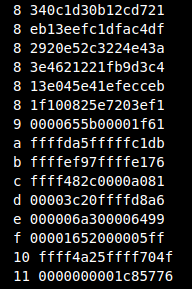 8 340c1d30b12cd721
8 eb13eefc1dfac4df
8 2920e52c3224e43a
8 3e4621221fb9d3c4
8 13e045e41efecceb
8 1f100825e7203ef1
9 0000655b00001f61
a ffffda5fffffc1db
b ffffef97ffffe176
c ffff482c0000a081
d 00003c20ffffd8a6
e 000006a300006499
f 00001652000005ff
10 ffff4a25ffff704f
11 0000000001c85776